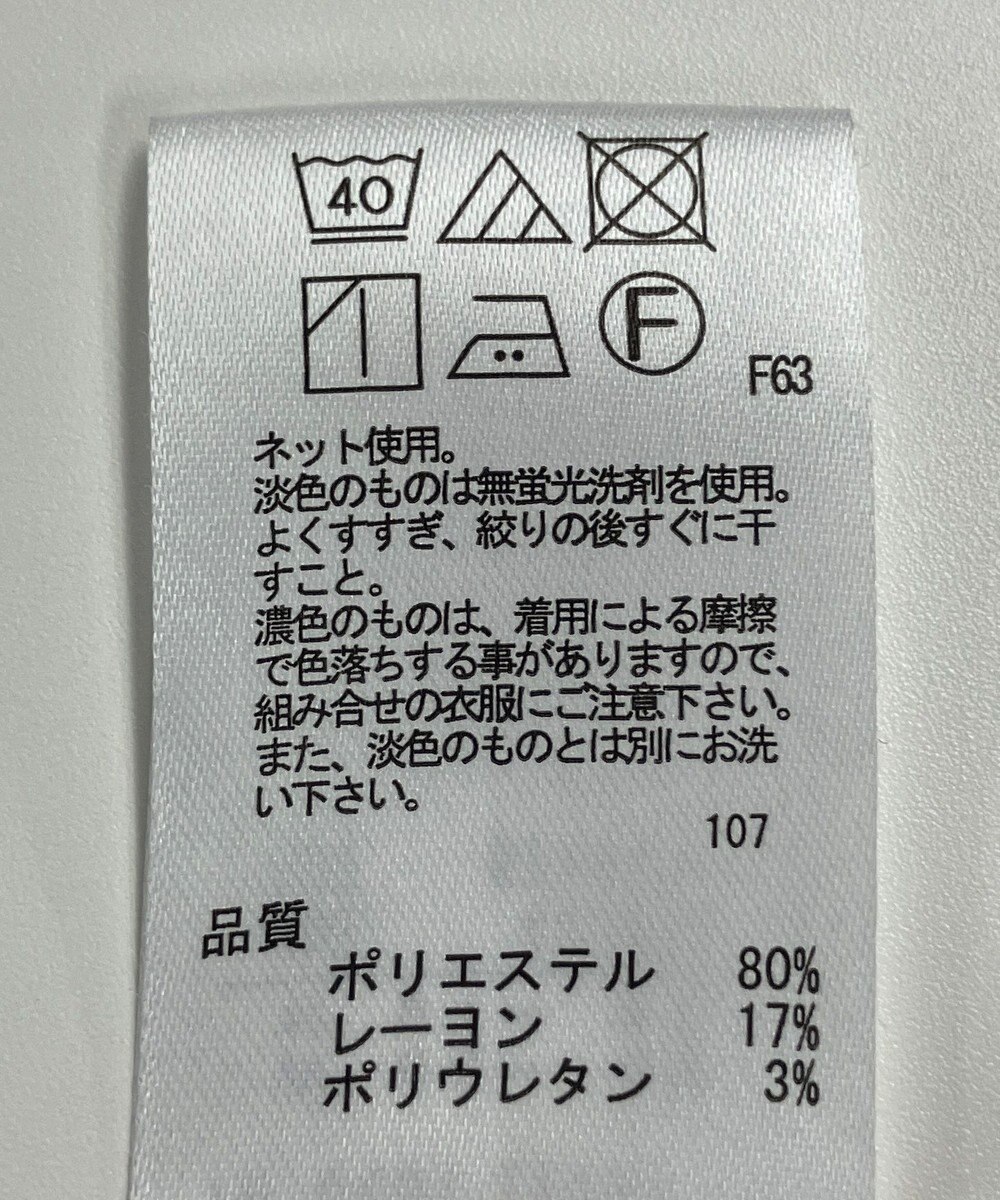 40
F
F63
ネット使用。
淡色のものは無蛍光洗剤を使用。
よくすすぎ、絞りの後すぐに干
すこと。
濃色のものは、着用による摩擦
で色落ちする事がありますので、
組み合せの衣服にご注意下さい。
また、淡色のものとは別にお洗
い下さい。
107
品質
ポリエステル 80%
レーヨン 17%
ポリウレタン 3%